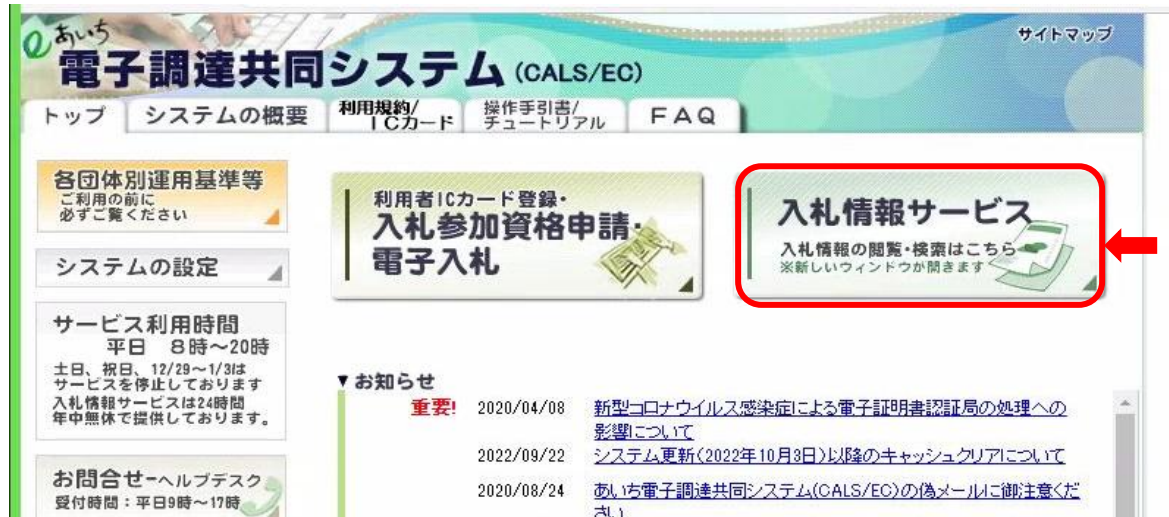 サイトマップ
eあいち
電子調達共同システム (CALS/EC)
トップ
システムの概要
利用規約/
ICカード
操作手引書/
チュートリアル
FAQ
各団体別運用基準等
ご利用の前に
必ずご覧ください
システムの設定
サービス利用時間
平日 8時~20時
土日、祝日、12/29~1/3は
サービスを停止しております
入札情報サービスは24時間
年中無休で提供しております。
お問合せ-ヘルプデスク
受付時間:平日9時~17時
利用者ICカード登録・
入札参加資格申請・
電子入札
入札情報サービス
入札情報の閲覧・検索はこちら
※新しいウィンドウが開きます
▼お知らせ
重要! 2020/04/08 新型コロナウイルス感染症による電子証明書認証局の処理への
影響について
2022/09/22 システム更新(2022年10月3日)以降のキャッシュクリアについて
2020/08/24 あいち電子調達共同システム(CALS/EC)の偽メールに御注意くだ
さい